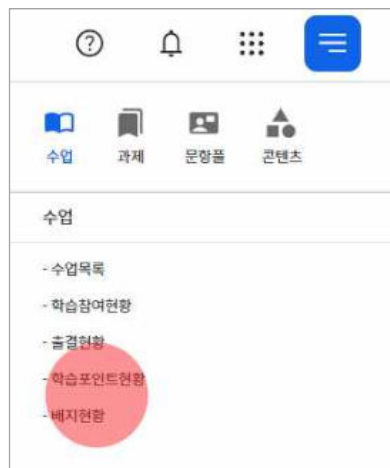 수업 과제 문항풀 콘텐츠
수업
- 수업목록
- 학습참여현황
- 출결현황
- 학습포인트현황
- 배지현황